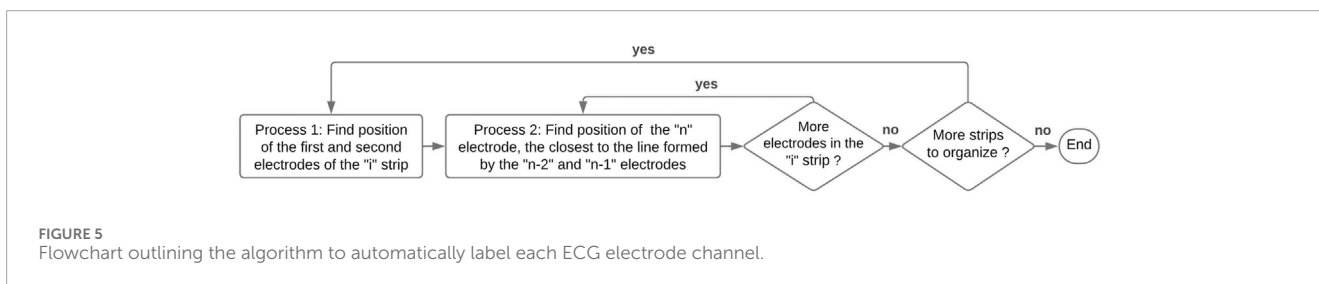 yes
yes
Process 1: Find position
of the first and second
electrodes of the "i" strip
Process 2: Find position of the "n"
electrode, the closest to the line formed
by the "n-2" and "n-1" electrodes
More
electrodes in the
"i" strip ?
no
More strips
to organize ?
no
End
FIGURE 5
Flowchart outlining the algorithm to automatically label each ECG electrode channel.